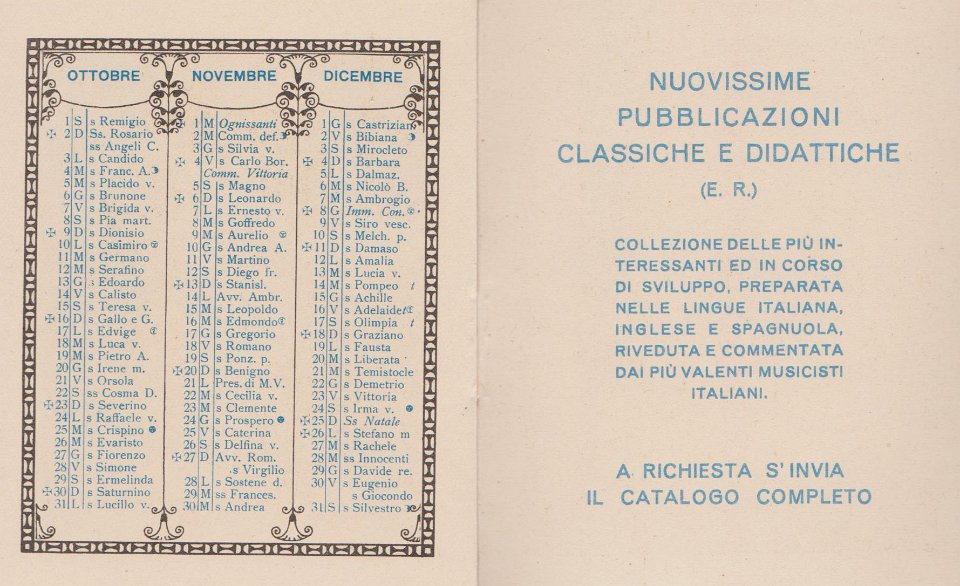 OTTOBRE
1 S s Remigio
✠ 2 D Ss. Rosario
ss Angeli C.
3 L s Candido
4 M s Franc. A.
5 M s Placido v.
6 G s Brunone
7 V s Brigida v.
8 S s Pia mart.
✠ 9 D s Dionisio
10 L s Casimiro
11 M s Germano
12 M s Serafino
13 G s Edoardo
14 V s Calisto
15 S s Teresa v.
✠ 16 D s Gallo e G.
17 L s Edvige
18 M s Luca v.
19 M s Pietro A.
20 G s Irene m.
21 V s Orsola
22 S ss Cosma D.
✠ 23 D s Severino
24 L s Raffaele v.
25 M s Crispino
26 M s Evaristo
27 G s Fiorenzo
28 V s Simone
29 S s Ermelinda
✠ 30 D s Saturnino
31 L s Lucillo v.
NOVEMBRE
✠ 1 M Ognissanti
2 M Comm. def.
3 G s Silvia v.
✠ 4 V s Carlo Bor.
Comm. Vittoria
5 S s Magno
✠ 6 D s Leonardo
7 L s Ernesto v.
8 M s Goffredo
9 M s Aurelio
10 G s Andrea A.
11 V s Martino
12 S s Diego fr.
✠ 13 D s Stanisl.
14 L Avv. Ambr.
15 M s Leopoldo
16 M s Edmondo
17 G s Gregorio
18 V s Romano
19 S s Ponz. p.
✠ 20 D s Benigno
21 L Pres. di M.V.
22 M s Cecilia v.
23 M s Clemente
24 G s Prospero
25 V s Caterina
26 S s Delfina v.
✠ 27 D Avv. Rom.
s Virgilio
28 L s Sostene d.
29 M ss Frances.
30 M s Andrea
DICEMBRE
1 G s Castrizian
2 V s Bibiana
3 S s Mirocleto
✠ 4 D s Barbara
5 L s Dalmaz.
6 M s Nicolò B.
7 M s Ambrogio
✠ 8 G Imm. Con.
9 V s Siro vesc.
10 S s Melch. p.
✠ 11 D s Damaso
12 L s Amalia
13 M s Lucia v.
14 M s Pompeo t
15 G s Achille
16 V s Adelaide t
17 S s Olimpia t
✠ 18 D s Graziano
19 L s Fausta
20 M s Liberata
21 M s Temistocle
22 G s Demetrio
23 V s Vittoria
24 S s Irma v.
✠ 25 D Ss Natale
✠ 26 L s Stefano m
27 M s Rachele
28 M ss Innocenti
29 G s Davide re.
30 V s Eugenio
s Giocondo
31 S s Silvestro
NUOVISSIME
PUBBLICAZIONI
CLASSICHE E DIDATTICHE
(E. R.)
COLLEZIONE DELLE PIÙ IN-
TERESSANTI ED IN CORSO
DI SVILUPPO, PREPARATA
NELLE LINGUE ITALIANA,
INGLESE E SPAGNUOLA,
RIVEDUTA E COMMENTATA
DAI PIÙ VALENTI MUSICISTI
ITALIANI.
A RICHIESTA S'INVIA
IL CATALOGO COMPLETO